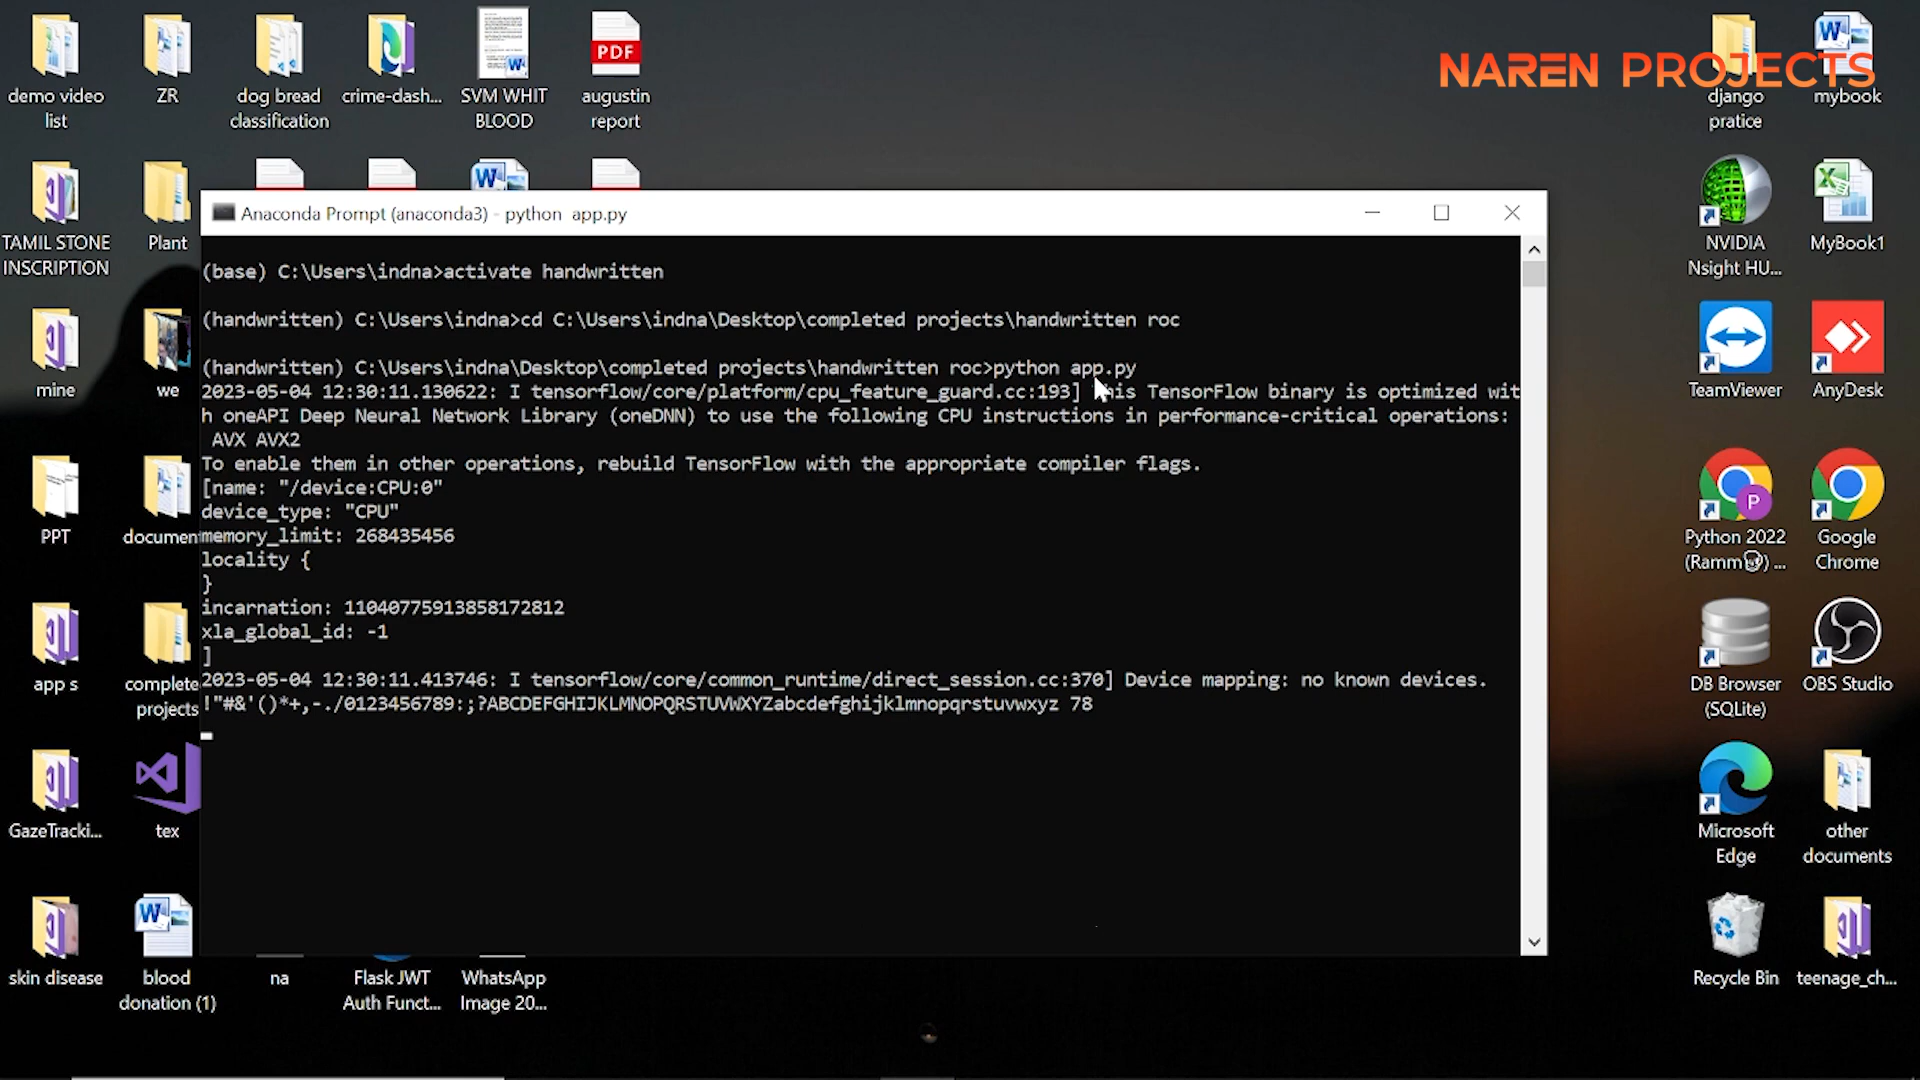 NAREN PROJECTS
demo video
list
ZR
dog bread
classification
crime-dash...
SVM WHIT
BLOOD
augustin
report
django
pratice
mybook
TAMIL STONE
INSCRIPTION
Plant
NVIDIA
Nsight HU...
MyBook1
mine
we
TeamViewer
AnyDesk
PPT
document
Python 2022
(Ramm) ...
Google
Chrome
app s
complete
projects
DB Browser
(SQLite)
OBS Studio
GazeTracki...
tex
Microsoft
Edge
other
documents
skin disease
blood
donation (1)
na
Flask JWT
Auth Funct...
WhatsApp
Image 20...
Recycle Bin
teenage_ch...
PDF
Anaconda Prompt (anaconda3) - python  app.py
(base) C:\Users\indna>activate handwritten
(handwritten) C:\Users\indna>cd C:\Users\indna\Desktop\completed projects\handwritten roc
(handwritten) C:\Users\indna\Desktop\completed projects\handwritten roc>python app.py
2023-05-04 12:30:11.130622: I tensorflow/core/platform/cpu_feature_guard.cc:193] This TensorFlow binary is optimized wit
h oneAPI Deep Neural Network Library (oneDNN) to use the following CPU instructions in performance-critical operations:
 AVX AVX2
To enable them in other operations, rebuild TensorFlow with the appropriate compiler flags.
[name: "/device:CPU:0"
device_type: "CPU"
memory_limit: 268435456
locality {
}
incarnation: 11040775913858172812
xla_global_id: -1
]
2023-05-04 12:30:11.413746: I tensorflow/core/common_runtime/direct_session.cc:370] Device mapping: no known devices.
!"#&'()*+,-./0123456789:;?ABCDEFGHIJKLMNOPQRSTUVWXYZabcdefghijklmnopqrstuvwxyz 78